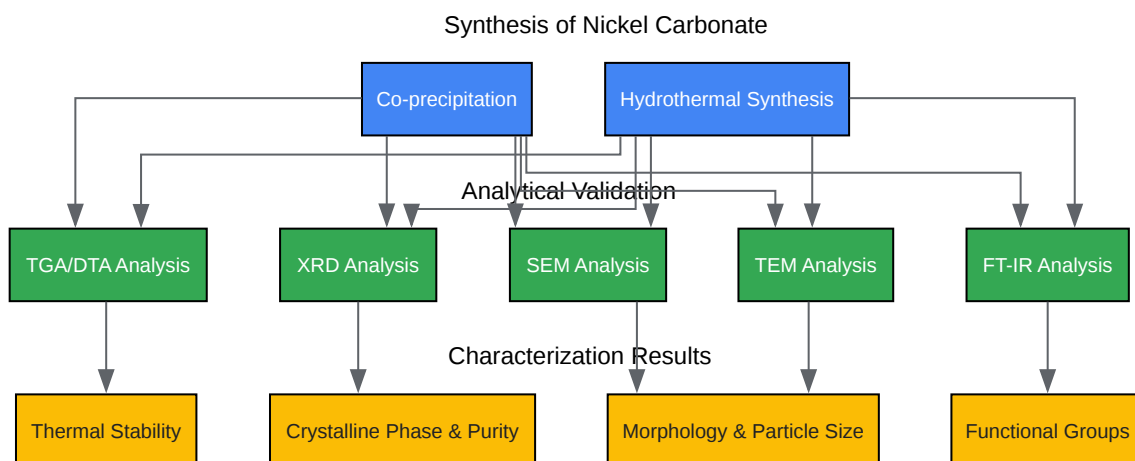 Synthesis of Nickel Carbonate
Co-precipitation
Hydrothermal Synthesis
Analytical Validation
TGA/DTA Analysis
XRD Analysis
SEM Analysis
TEM Analysis
FT-IR Analysis
Characterization Results
Thermal Stability
Crystalline Phase & Purity
Morphology & Particle Size
Functional Groups